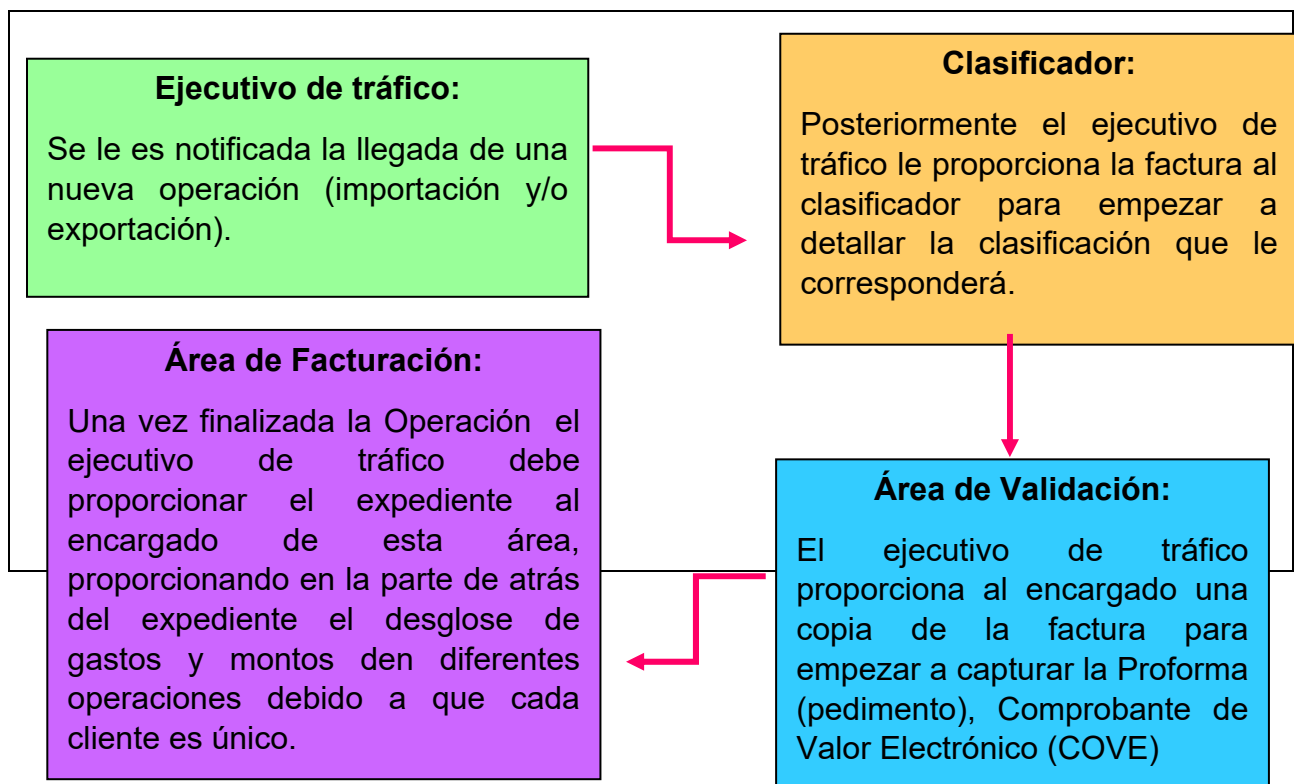 Ejecutivo de tráfico:
Se le es notificada la llegada de una
nueva operación (importación y/o
exportación).
Clasificador:
Posteriormente el ejecutivo de
tráfico le proporciona la factura al
clasificador para empezar a
detallar la clasificación que le
corresponderá.
Área de Validación:
El ejecutivo de tráfico
proporciona al encargado una
copia de la factura para
empezar a capturar la Proforma
(pedimento), Comprobante de
Valor Electrónico (COVE)
Área de Facturación:
Una vez finalizada la Operación el
ejecutivo de tráfico debe
proporcionar el expediente al
encargado de esta área,
proporcionando en la parte de atrás
del expediente el desglose de
gastos y montos den diferentes
operaciones debido a que cada
cliente es único.